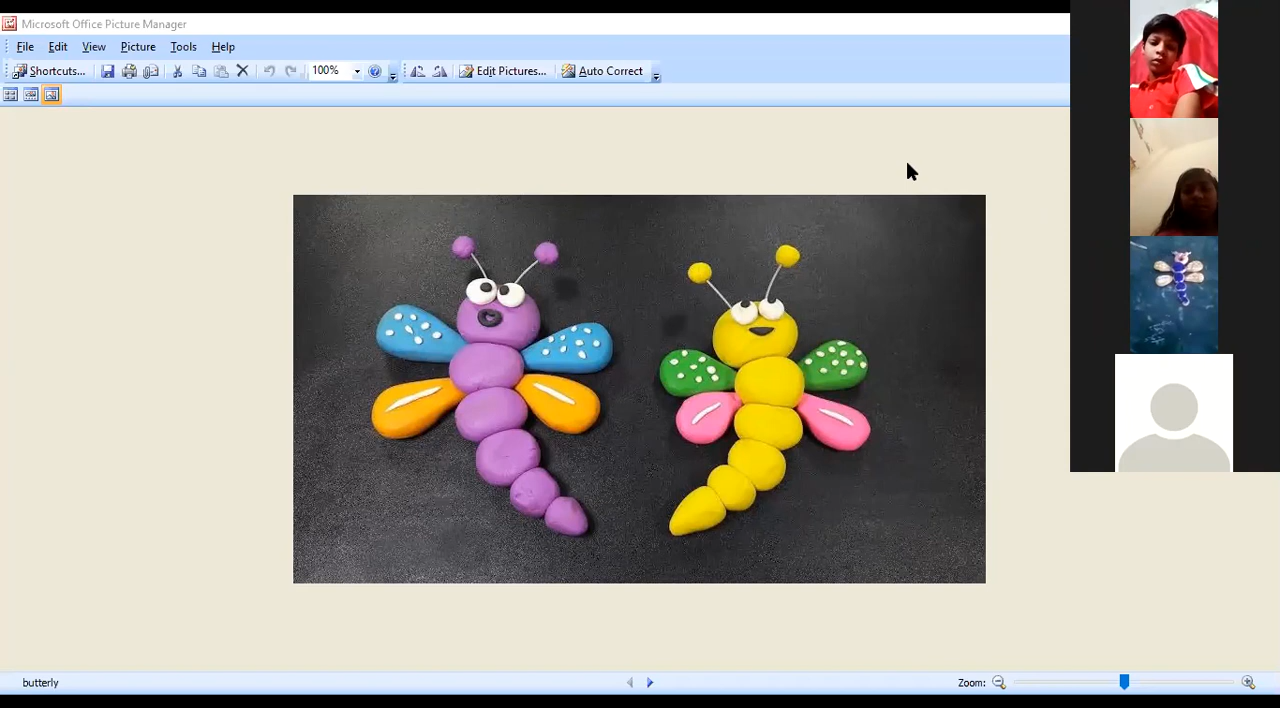 Microsoft Office Picture Manager
File Edit View Picture Tools Help
Shortcuts... 100% Edit Pictures... Auto Correct
butterly Zoom: